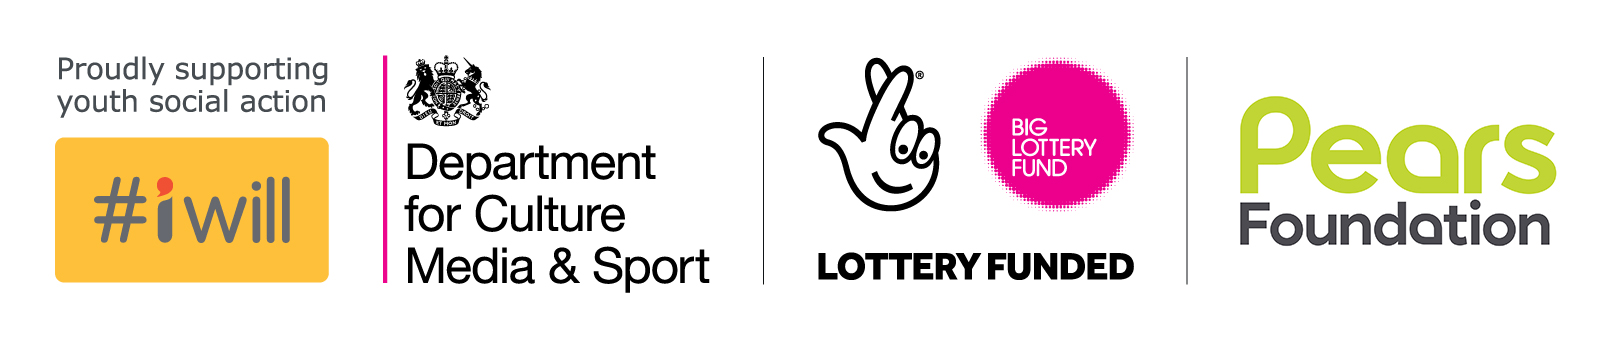 Proudly supporting
youth social action
#iwill
Department
for Culture
Media & Sport
®
BIG
LOTTERY
FUND
LOTTERY FUNDED
Pears
Foundation